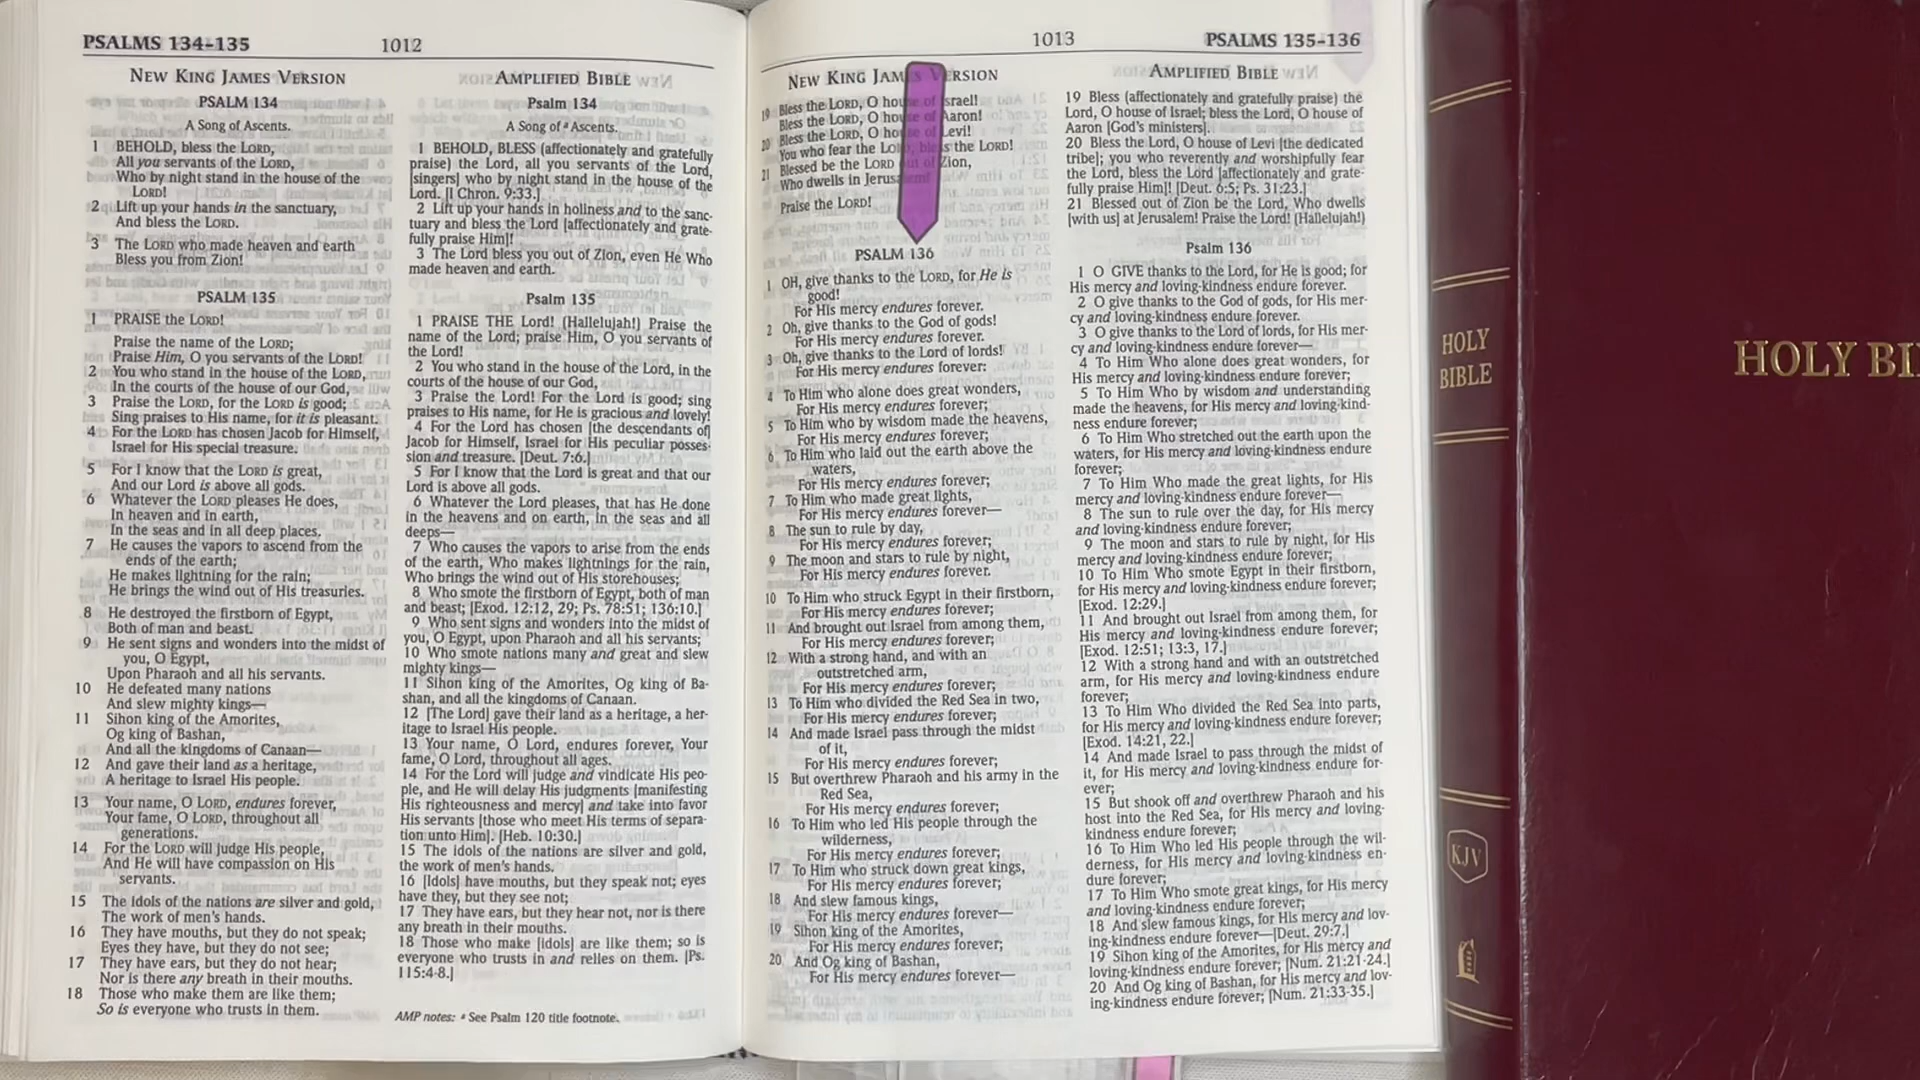 PSALMS 134–135
1012
NEW KING JAMES VERSION
PSALM 134
A Song of Ascents.
1 BEHOLD, bless the LORD,
All you servants of the LORD,
Who by night stand in the house of the
LORD!
2 Lift up your hands in the sanctuary,
And bless the LORD.
3 The LORD who made heaven and earth
Bless you from Zion!
PSALM 135
1 PRAISE the LORD!
Praise the name of the LORD;
Praise Him, O you servants of the LORD!
2 You who stand in the house of the LORD,
In the courts of the house of our God,
3 Praise the LORD, for the LORD is good;
Sing praises to His name, for it is pleasant.
4 For the LORD has chosen Jacob for Himself,
Israel for His special treasure.
5 For I know that the LORD is great,
And our Lord is above all gods.
6 Whatever the LORD pleases He does,
In heaven and in earth,
In the seas and in all deep places.
7 He causes the vapors to ascend from the
ends of the earth;
He makes lightning for the rain;
He brings the wind out of His treasuries.
8 He destroyed the firstborn of Egypt,
Both of man and beast.
9 He sent signs and wonders into the midst of
you, O Egypt,
Upon Pharaoh and all his servants.
10 He defeated many nations
And slew mighty kings—
11 Sihon king of the Amorites,
Og king of Bashan,
And all the kingdoms of Canaan—
12 And gave their land as a heritage,
A heritage to Israel His people.
13 Your name, O LORD, endures forever,
Your fame, O LORD, throughout all
generations.
14 For the LORD will judge His people,
And He will have compassion on His
servants.
15 The idols of the nations are silver and gold,
The work of men's hands.
16 They have mouths, but they do not speak;
Eyes they have, but they do not see;
17 They have ears, but they do not hear;
Nor is there any breath in their mouths.
18 Those who make them are like them;
So is everyone who trusts in them.
AMPLIFIED BIBLE
Psalm 134
A Song of ª Ascents.
1 BEHOLD, BLESS (affectionately and gratefully
praise) the Lord, all you servants of the Lord,
[singers] who by night stand in the house of the
Lord. [I Chron. 9:33.]
2 Lift up your hands in holiness and to the sanc-
tuary and bless the Lord [affectionately and grate-
fully praise Him]!
3 The Lord bless you out of Zion, even He Who
made heaven and earth.
Psalm 135
1 PRAISE THE Lord! (Hallelujah!) Praise the
name of the Lord; praise Him, O you servants of
the Lord!
2 You who stand in the house of the Lord, in the
courts of the house of our God,
3 Praise the Lord! For the Lord is good; sing
praises to His name, for He is gracious and lovely!
4 For the Lord has chosen [the descendants of]
Jacob for Himself, Israel for His peculiar posses-
sion and treasure. [Deut. 7:6.]
5 For I know that the Lord is great and that our
Lord is above all gods.
6 Whatever the Lord pleases, that has He done
in the heavens and on earth, in the seas and all
deeps—
7 Who causes the vapors to arise from the ends
of the earth, Who makes lightnings for the rain,
Who brings the wind out of His storehouses;
8 Who smote the firstborn of Egypt, both of man
and beast; [Exod. 12:12, 29; Ps. 78:51; 136:10.]
9 Who sent signs and wonders into the midst of
you, O Egypt, upon Pharaoh and all his servants;
10 Who smote nations many and great and slew
mighty kings—
11 Sihon king of the Amorites, Og king of Ba-
shan, and all the kingdoms of Canaan.
12 [The Lord] gave their land as a heritage, a her-
itage to Israel His people.
13 Your name, O Lord, endures forever, Your
fame, O Lord, throughout all ages.
14 For the Lord will judge and vindicate His peo-
ple, and He will delay His judgments [manifesting
His righteousness and mercy] and take into favor
His servants [those who meet His terms of separa-
tion unto Him]. [Heb. 10:30.]
15 The idols of the nations are silver and gold,
the work of men's hands.
16 [Idols] have mouths, but they speak not; eyes
have they, but they see not;
17 They have ears, but they hear not, nor is there
any breath in their mouths.
18 Those who make [idols] are like them; so is
everyone who trusts in and relies on them. [Ps.
115:4-8.]
AMP notes: ª See Psalm 120 title footnote.
1013
PSALMS 135–136
NEW KING JAMES VERSION
19 Bless the LORD, O house of Israel!
Bless the LORD, O house of Aaron!
20 Bless the LORD, O house of Levi!
You who fear the LORD, bless the LORD!
21 Blessed be the LORD out of Zion,
Who dwells in Jerusalem!
Praise the LORD!
PSALM 136
1 OH, give thanks to the LORD, for He is
good!
For His mercy endures forever.
2 Oh, give thanks to the God of gods!
For His mercy endures forever.
3 Oh, give thanks to the Lord of lords!
For His mercy endures forever:
4 To Him who alone does great wonders,
For His mercy endures forever;
5 To Him who by wisdom made the heavens,
For His mercy endures forever;
6 To Him who laid out the earth above the
waters,
For His mercy endures forever;
7 To Him who made great lights,
For His mercy endures forever—
8 The sun to rule by day,
For His mercy endures forever;
9 The moon and stars to rule by night,
For His mercy endures forever.
10 To Him who struck Egypt in their firstborn,
For His mercy endures forever;
11 And brought out Israel from among them,
For His mercy endures forever;
12 With a strong hand, and with an
outstretched arm,
For His mercy endures forever;
13 To Him who divided the Red Sea in two,
For His mercy endures forever;
14 And made Israel pass through the midst
of it,
For His mercy endures forever;
15 But overthrew Pharaoh and his army in the
Red Sea,
For His mercy endures forever;
16 To Him who led His people through the
wilderness,
For His mercy endures forever;
17 To Him who struck down great kings,
For His mercy endures forever;
18 And slew famous kings,
For His mercy endures forever—
19 Sihon king of the Amorites,
For His mercy endures forever;
20 And Og king of Bashan,
For His mercy endures forever—
AMPLIFIED BIBLE
19 Bless (affectionately and gratefully praise) the
Lord, O house of Israel; bless the Lord, O house of
Aaron [God's ministers].
20 Bless the Lord, O house of Levi [the dedicated
tribe]; you who reverently and worshipfully fear
the Lord, bless the Lord [affectionately and grate-
fully praise Him]! [Deut. 6:5; Ps. 31:23.]
21 Blessed out of Zion be the Lord, Who dwells
[with us] at Jerusalem! Praise the Lord! (Hallelujah!)
Psalm 136
1 O GIVE thanks to the Lord, for He is good; for
His mercy and loving-kindness endure forever.
2 O give thanks to the God of gods, for His mer-
cy and loving-kindness endure forever.
3 O give thanks to the Lord of lords, for His mer-
cy and loving-kindness endure forever—
4 To Him Who alone does great wonders, for
His mercy and loving-kindness endure forever;
5 To Him Who by wisdom and understanding
made the heavens, for His mercy and loving-kind-
ness endure forever;
6 To Him Who stretched out the earth upon the
waters, for His mercy and loving-kindness endure
forever;
7 To Him Who made the great lights, for His
mercy and loving-kindness endure forever—
8 The sun to rule over the day, for His mercy
and loving-kindness endure forever;
9 The moon and stars to rule by night, for His
mercy and loving-kindness endure forever;
10 To Him Who smote Egypt in their firstborn,
for His mercy and loving-kindness endure forever;
[Exod. 12:29.]
11 And brought out Israel from among them, for
His mercy and loving-kindness endure forever;
[Exod. 12:51; 13:3, 17.]
12 With a strong hand and with an outstretched
arm, for His mercy and loving-kindness endure
forever;
13 To Him Who divided the Red Sea into parts,
for His mercy and loving-kindness endure forever;
[Exod. 14:21, 22.]
14 And made Israel to pass through the midst of
it, for His mercy and loving-kindness endure for-
ever;
15 But shook off and overthrew Pharaoh and his
host into the Red Sea, for His mercy and loving-
kindness endure forever;
16 To Him Who led His people through the wil-
derness, for His mercy and loving-kindness en-
dure forever;
17 To Him Who smote great kings, for His mercy
and loving-kindness endure forever;
18 And slew famous kings, for His mercy and lov-
ing-kindness endure forever—[Deut. 29:7.]
19 Sihon king of the Amorites, for His mercy and
loving-kindness endure forever; [Num. 21:21-24.]
20 And Og king of Bashan, for His mercy and lov-
ing-kindness endure forever; [Num. 21:33-35.]
HOLY
BIBLE
KJV
HOLY BI